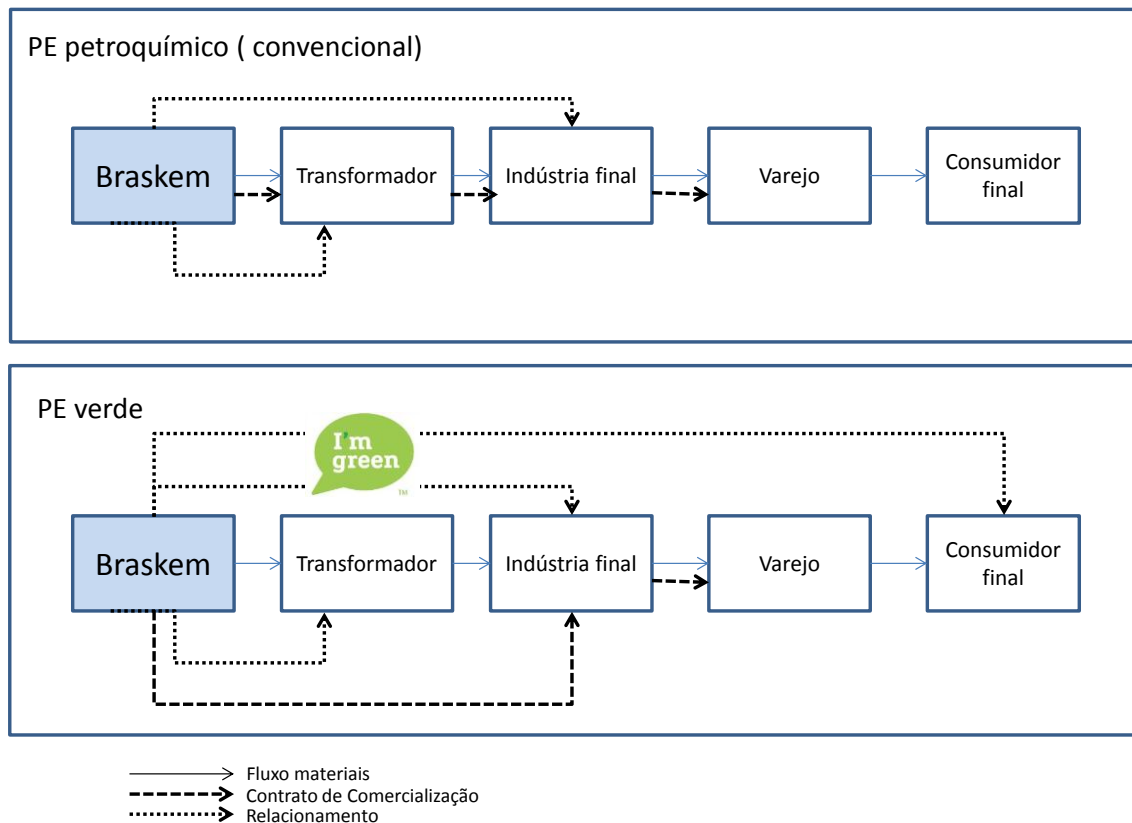 PE petroquímico ( convencional)
Braskem
Transformador
Indústria final
Varejo
Consumidor
final
PE verde
I'm
green
TM
Braskem
Transformador
Indústria final
Varejo
Consumidor
final
Fluxo materiais
Contrato de Comercialização
Relacionamento